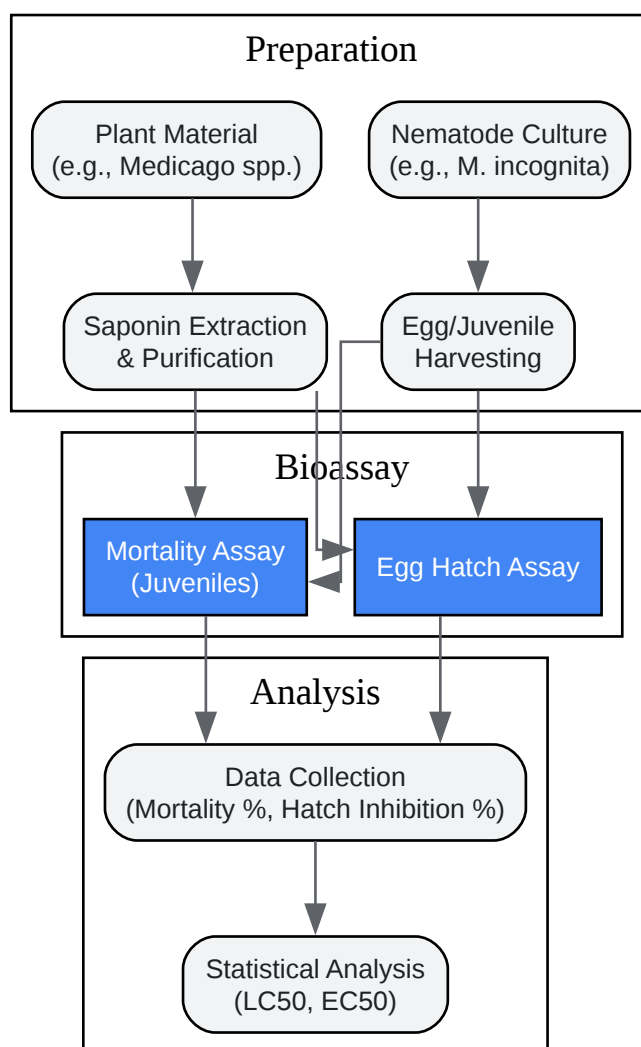 Preparation
Plant Material
(e.g., Medicago spp.)
Nematode Culture
(e.g., M. incognita)
Saponin Extraction
& Purification
Egg/Juvenile
Harvesting
Bioassay
Mortality Assay
(Juveniles)
Egg Hatch Assay
Analysis
Data Collection
(Mortality %, Hatch Inhibition %)
Statistical Analysis
(LC50, EC50)